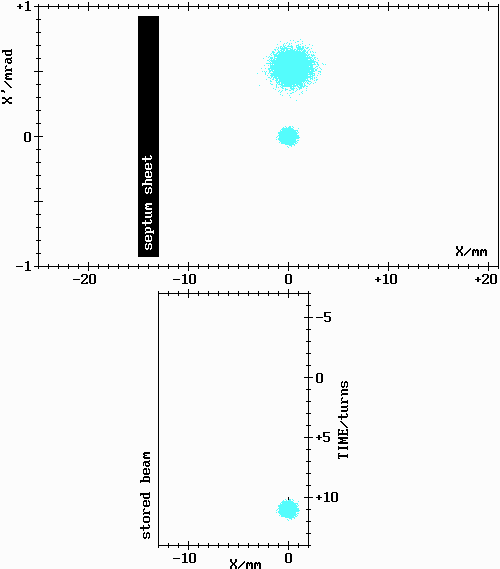 +1
X'/mrad
0
septum sheet
X/mm
-1
-20
-10
0
+10
+20
-5
0
TIME/turns
+5
stored beam
+10
-10
0
X/mm